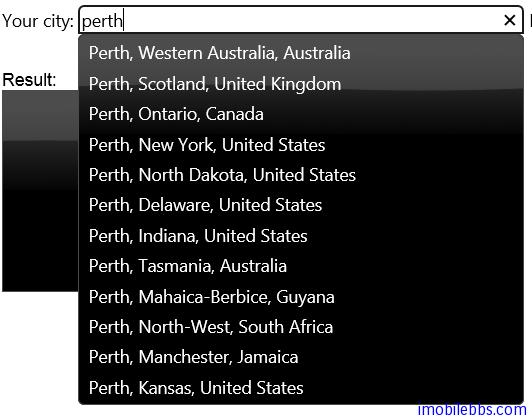 Your city: perth
Perth, Western Australia, Australia
Result:
Perth, Scotland, United Kingdom
Perth, Ontario, Canada
Perth, New York, United States
Perth, North Dakota, United States
Perth, Delaware, United States
Perth, Indiana, United States
Perth, Tasmania, Australia
Perth, Mahaica-Berbice, Guyana
Perth, North-West, South Africa
Perth, Manchester, Jamaica
Perth, Kansas, United States
imobilebbs.com